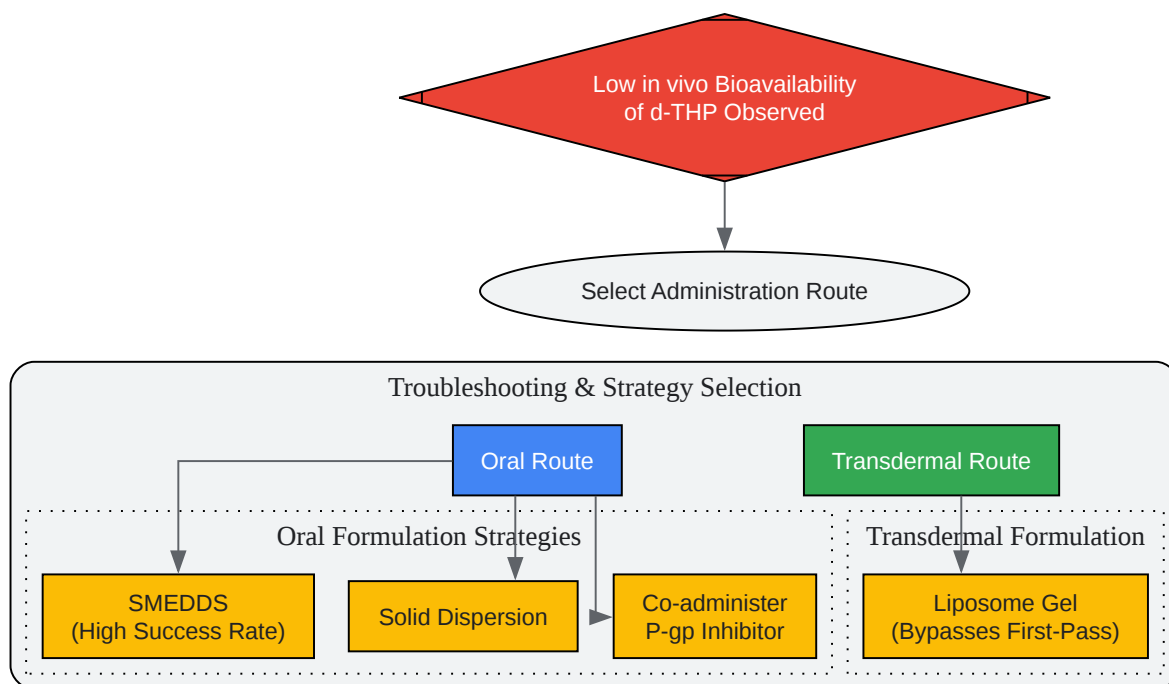 Low in vivo Bioavailability
of d-THP Observed
Select Administration Route
Troubleshooting & Strategy Selection
Oral Route
Transdermal Route
Oral Formulation Strategies
Transdermal Formulation
SMEDDS
(High Success Rate)
Solid Dispersion
Co-administer
P-gp Inhibitor
Liposome Gel
(Bypasses First-Pass)